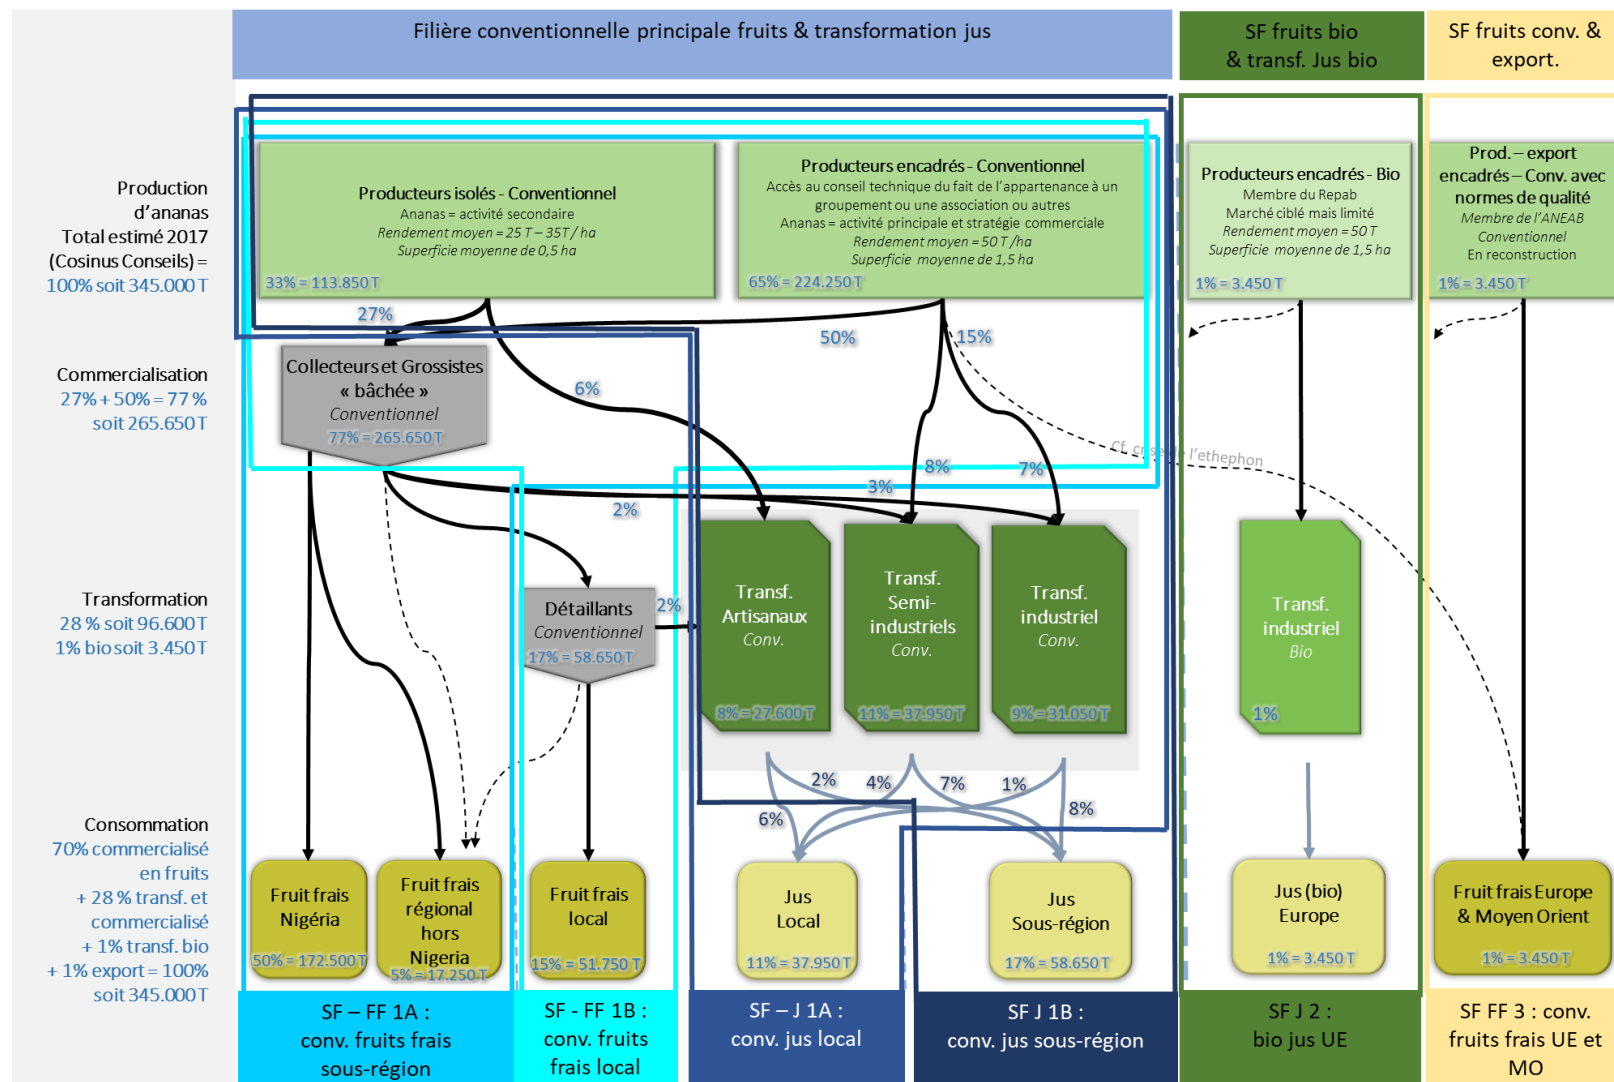 Filière conventionnelle principale fruits & transformation jus
SF fruits bio
& transf. Jus bio
SF fruits conv. &
export.
Production
d’ananas
Total estimé 2017
(Cosinus Conseils) =
100% soit 345.000 T
Producteurs isolés - Conventionnel
Ananas = activité secondaire
Rendement moyen = 25 T – 35T / ha
Superficie moyenne de 0,5 ha
33% = 113.850 T
Producteurs encadrés - Conventionnel
Accès au conseil technique du fait de l’appartenance à un
groupement ou une association ou autres
Ananas = activité principale et stratégie commerciale
Rendement moyen = 50 T /ha
Superficie moyenne de 1,5 ha
65% = 224.250 T
Producteurs encadrés - Bio
Membre du Repab
Marché ciblé mais limité
Rendement moyen = 50 T
Superficie moyenne de 1,5 ha
1% = 3.450 T
Prod. – export
encadrés – Conv. avec
normes de qualité
Membre de l’ANEAB
Conventionnel
En reconstruction
1% = 3.450 T
27%
50%
15%
Commercialisation
27% + 50% = 77 %
soit 265.650 T
Collecteurs et Grossistes
« bâchée »
Conventionnel
77% = 265.650 T
6%
Cf. crise de l’ethephon
8%
7%
3%
2%
Transformation
28 % soit 96.600 T
1% bio soit 3.450 T
Détaillants
Conventionnel
17% = 58.650 T
2%
Transf.
Artisanaux
Conv.
8% = 27.600 T
Transf.
Semi-
industriels
Conv.
11% = 37.950 T
Transf.
industriel
Conv.
9% = 31.050 T
Transf.
industriel
Bio
1%
2%
4%
7%
1%
6%
8%
Consommation
70% commercialisé
en fruits
+ 28 % transf. et
commercialisé
+ 1% transf. bio
+ 1% export = 100%
soit 345.000 T
Fruit frais
Nigéria
50% = 172.500 T
Fruit frais
régional
hors
Nigeria
5% = 17.250 T
Fruit frais
local
15% = 51.750 T
Jus
Local
11% = 37.950 T
Jus
Sous-région
17% = 58.650 T
Jus (bio)
Europe
1% = 3.450 T
Fruit frais Europe
& Moyen Orient
1% = 3.450 T
SF – FF 1A :
conv. fruits frais
sous-région
SF - FF 1B :
conv. fruits
frais local
SF – J 1A :
conv. jus local
SF J 1B :
conv. jus sous-région
SF J 2 :
bio jus UE
SF FF 3 : conv.
fruits frais UE et
MO